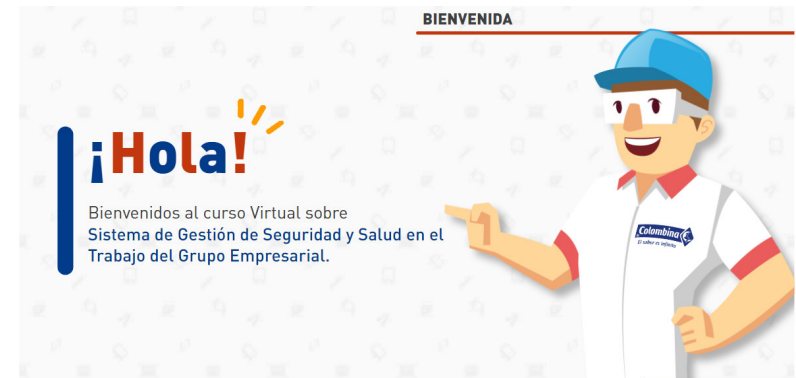 BIENVENIDA
¡Hola!
Bienvenidos al curso Virtual sobre
Sistema de Gestión de Seguridad y Salud en el
Trabajo del Grupo Empresarial.
Colombina
El sabor es infinito